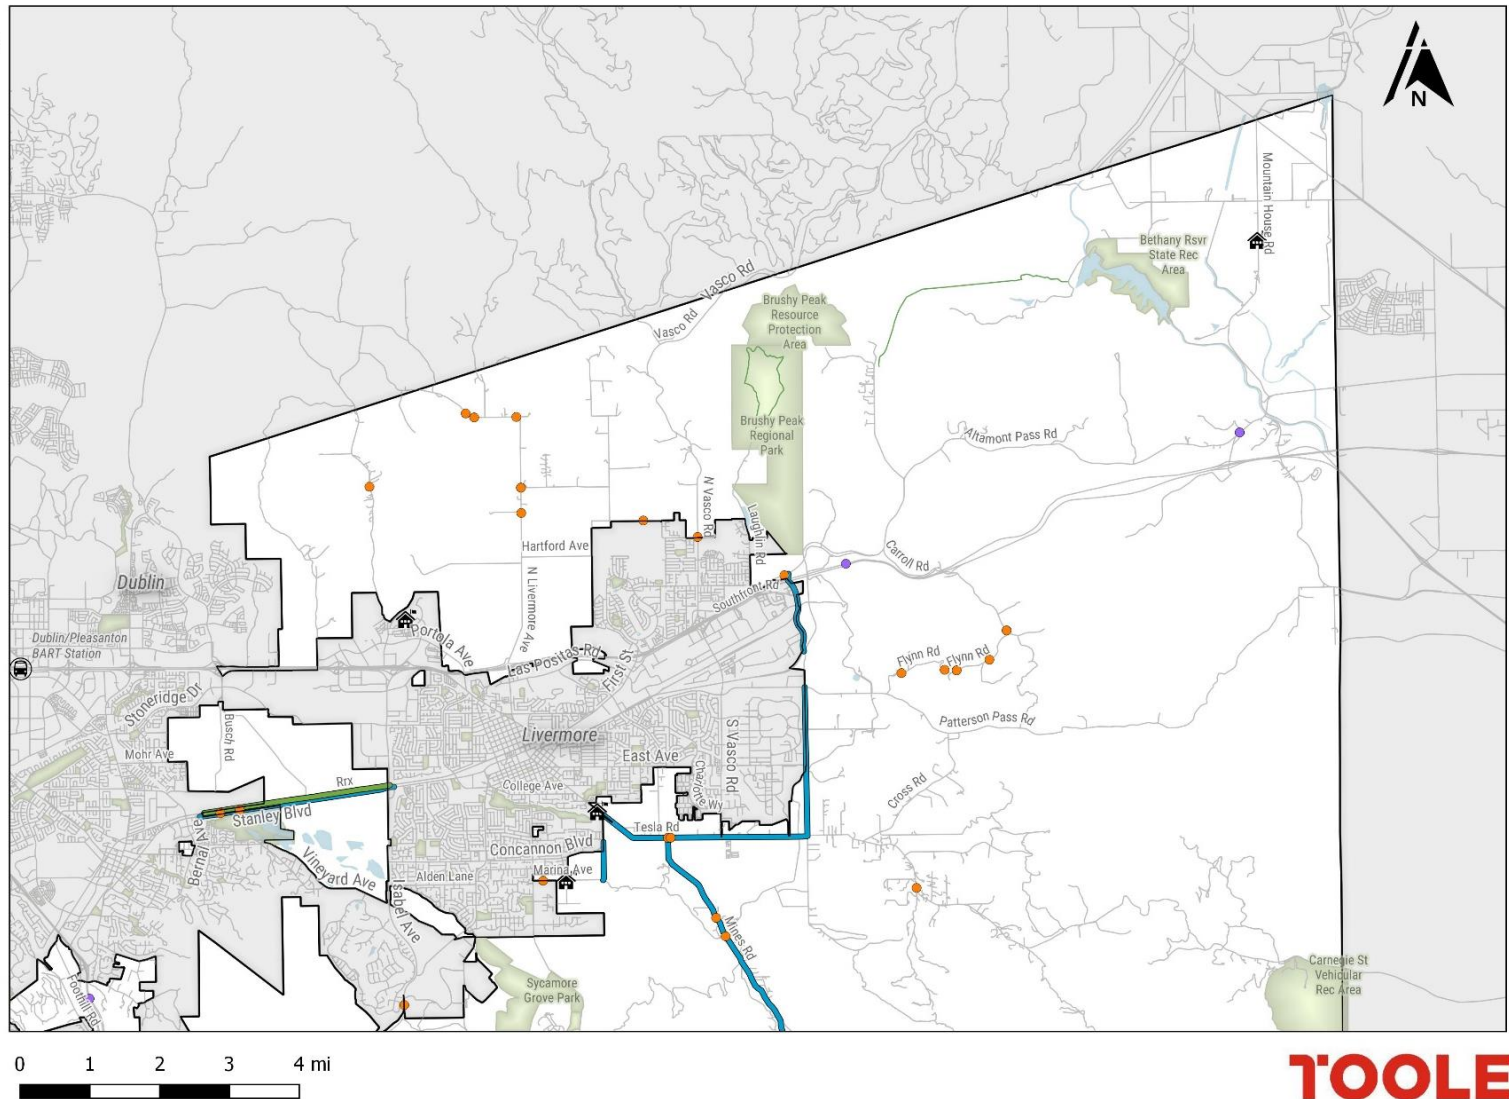 N
Mountain House Rd
Bethany Rsvr
State Rec
Area
Vasco Rd
Vasco Rd
Brushy Peak
Resource
Protection
Area
Brushy Peak
Regional
Park
Altamont Pass Rd
N Vasco Rd
Laughlin Rd
Hartford Ave
Carroll Rd
Dublin
N Livermore Ave
Southfront Rd
Portola Ave
Dublin/Pleasanton
BART Station
Las Positas Rd
First St
Flynn Rd
Flynn Rd
Stoneridge Dr
Busch Rd
Patterson Pass Rd
Livermore
S Vasco Rd
Mohr Ave
East Ave
Rrx
College Ave
Charlotte Wy
Cross Rd
Stanley Blvd
Tesla Rd
Bernal Ave
Concannon Blvd
Vineyard Ave
Alden Lane
Marina Ave
Isabel Ave
Mines Rd
Sycamore
Grove Park
Carnegie St
Vehicular
Rec Area
Foothill Rd
0 1 2 3 4 mi
TOOLE